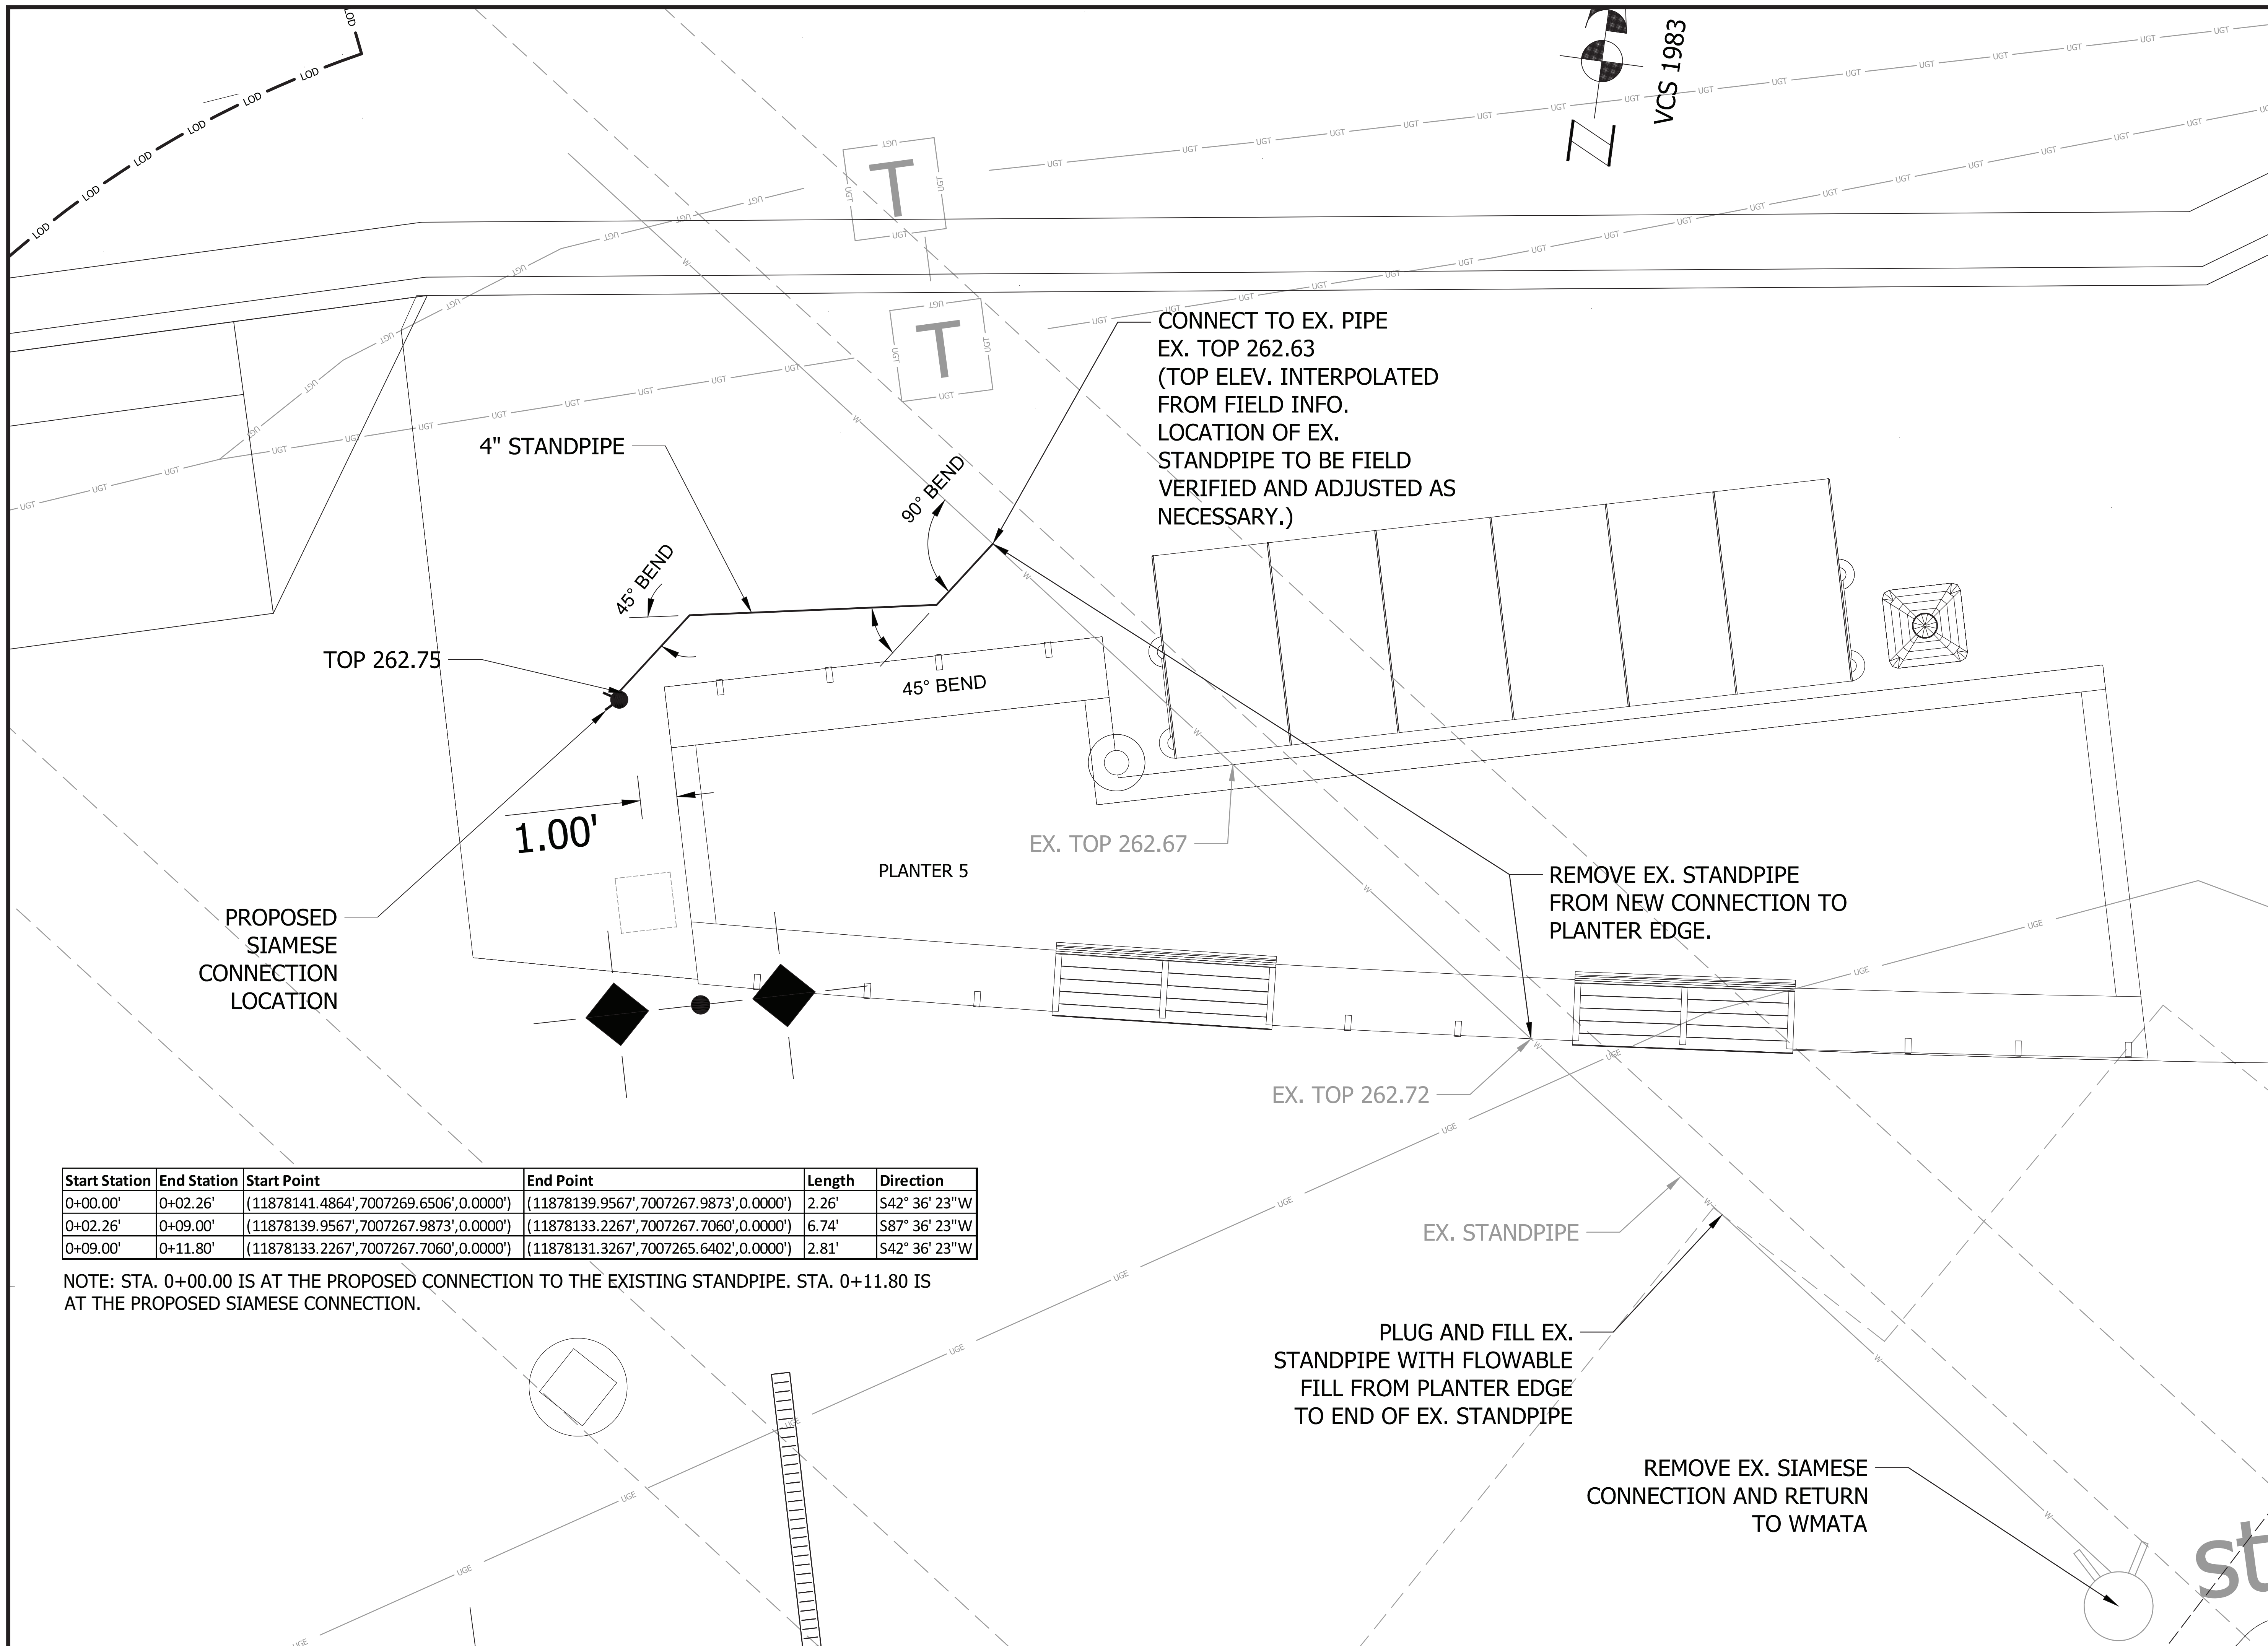 VCS 1983
T
T
CONNECT TO EX. PIPE
EX. TOP 262.63
(TOP ELEV. INTERPOLATED
FROM FIELD INFO.
LOCATION OF EX.
STANDPIPE TO BE FIELD
VERIFIED AND ADJUSTED AS
NECESSARY.)
4" STANDPIPE
90° BEND
45° BEND
TOP 262.75
45° BEND
1.00'
EX. TOP 262.67
PLANTER 5
REMOVE EX. STANDPIPE
FROM NEW CONNECTION TO
PLANTER EDGE.
PROPOSED
SIAMESE
CONNECTION
LOCATION
EX. TOP 262.72
Start Station End Station Start Point End Point Length Direction
0+00.00' 0+02.26' (11878141.4864',7007269.6506',0.0000') (11878139.9567',7007267.9873',0.0000') 2.26' S42° 36' 23"W
0+02.26' 0+09.00' (11878139.9567',7007267.9873',0.0000') (11878133.2267',7007267.7060',0.0000') 6.74' S87° 36' 23"W
0+09.00' 0+11.80' (11878133.2267',7007267.7060',0.0000') (11878131.3267',7007265.6402',0.0000') 2.81' S42° 36' 23"W
NOTE: STA. 0+00.00 IS AT THE PROPOSED CONNECTION TO THE EXISTING STANDPIPE. STA. 0+11.80 IS
AT THE PROPOSED SIAMESE CONNECTION.
EX. STANDPIPE
PLUG AND FILL EX.
STANDPIPE WITH FLOWABLE
FILL FROM PLANTER EDGE
TO END OF EX. STANDPIPE
REMOVE EX. SIAMESE
CONNECTION AND RETURN
TO WMATA
st
LOD
UGT
UGE
W